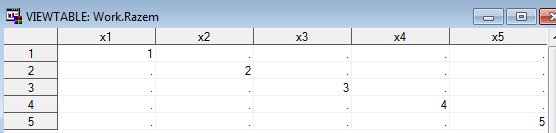 VIEWTABLE: Work.Razem
x1 x2 x3 x4 x5
1 1 . . . .
2 . 2 . . .
3 . . 3 . .
4 . . . 4 .
5 . . . . 5